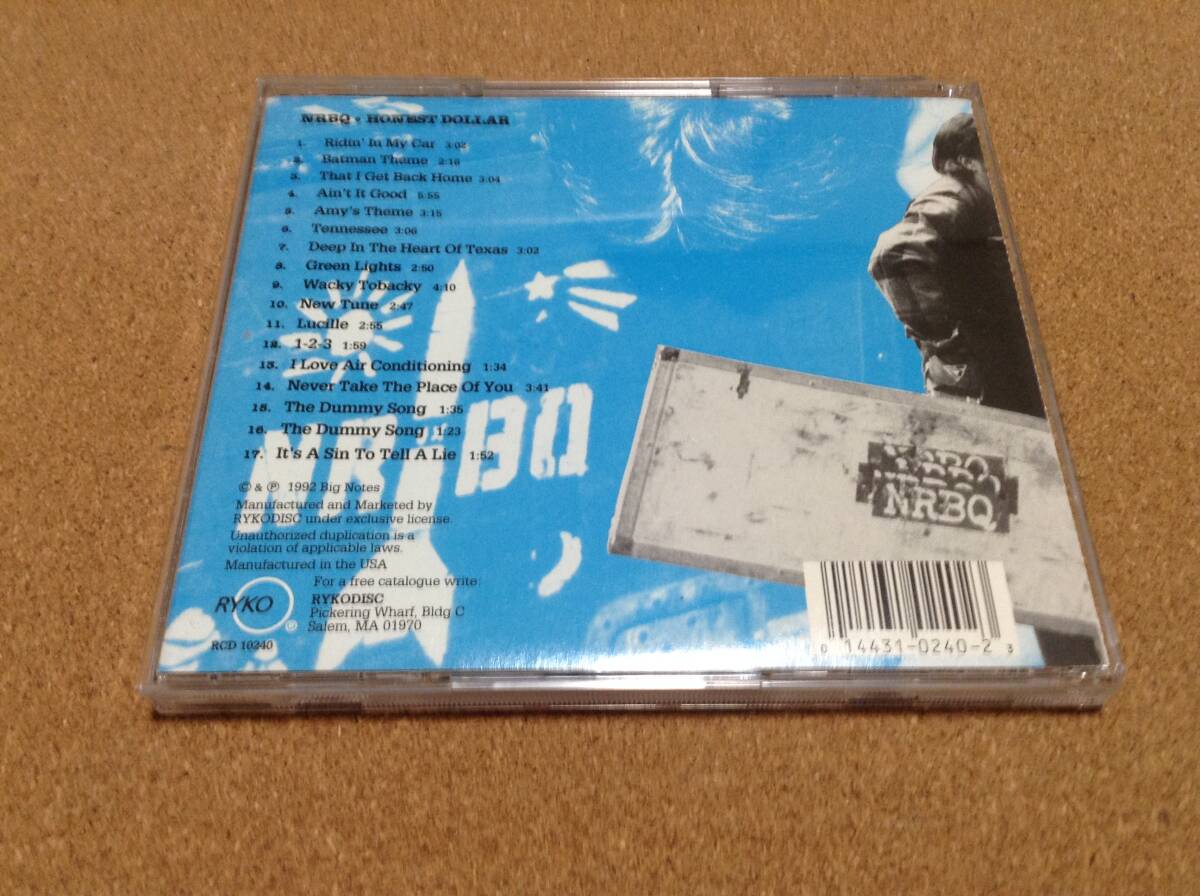 NRBQ • HONEST DOLLAR
1. Ridin' In My Car 3:02
2. Batman Theme 2:18
3. That I Get Back Home 3:04
4. Ain't It Good 5:55
5. Amy's Theme 3:15
6. Tennessee 3:06
7. Deep In The Heart Of Texas 3:02
8. Green Lights 2:50
9. Wacky Tobacky 4:10
10. New Tune 2:47
11. Lucille 2:55
12. 1-2-3 1:59
13. I Love Air Conditioning 1:34
14. Never Take The Place Of You 3:41
15. The Dummy Song 1:35
16. The Dummy Song 1:23
17. It's A Sin To Tell A Lie 1:52
NRBQ
© & ℗ 1992 Big Notes
Manufactured and Marketed by
RYKODISC under exclusive license.
Unauthorized duplication is a
violation of applicable laws.
Manufactured in the USA
For a free catalogue write:
RYKODISC
Pickering Wharf, Bldg C
Salem, MA 01970
RYKO
RCD 10240
NRBQ
NRBQ
NRBQ
0 14431-0240-2 3